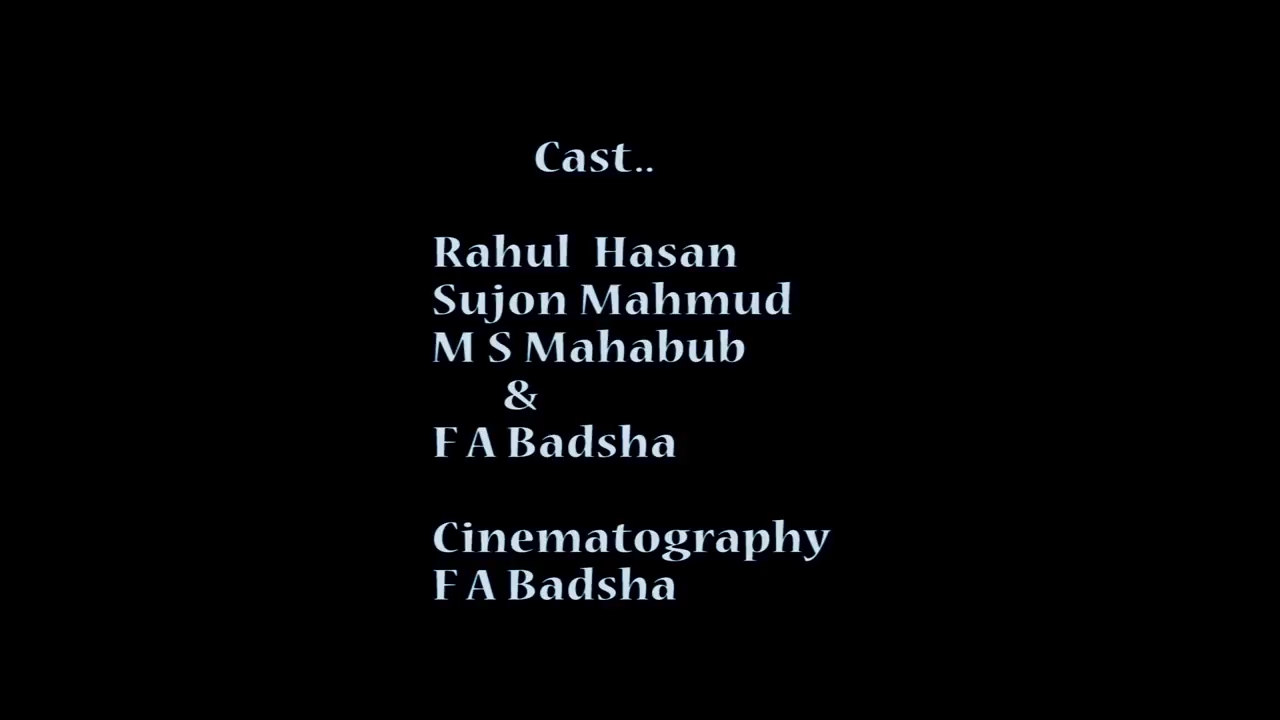 Cast..
Rahul Hasan
Sujon Mahmud
M S Mahabub
&
F A Badsha
Cinematography
F A Badsha